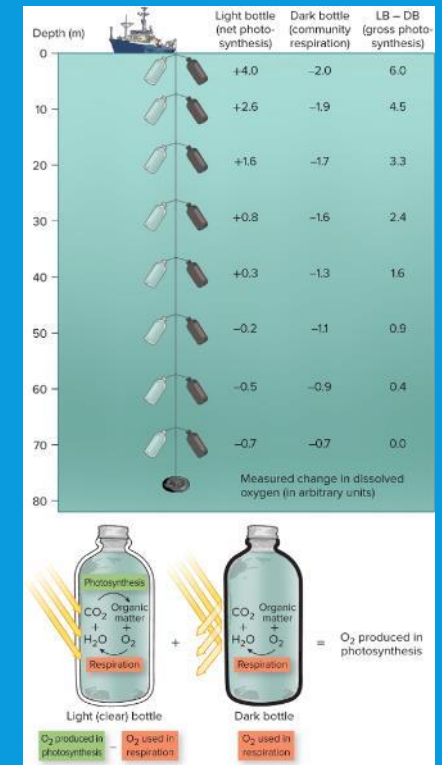 Depth (m)
Light bottle
(net photo-
synthesis)
Dark bottle
(community
respiration)
LB – DB
(gross photo-
synthesis)
0
+4.0 –2.0 6.0
10
+2.6 –1.9 4.5
+1.6 –1.7 3.3
20
+0.8 –1.6 2.4
30
+0.3 –1.3 1.6
40
–0.2 –1.1 0.9
50
–0.5 –0.9 0.4
60
–0.7 –0.7 0.0
70
Measured change in dissolved
oxygen (in arbitrary units)
80
Photosynthesis
CO2 Organic
matter
+ +
H2O O2
Respiration
+
CO2 Organic
matter
+ +
H2O O2
Respiration
= O2 produced in
photosynthesis
Light (clear) bottle
Dark bottle
O2 produced in
photosynthesis
–
O2 used in
respiration
O2 used in
respiration